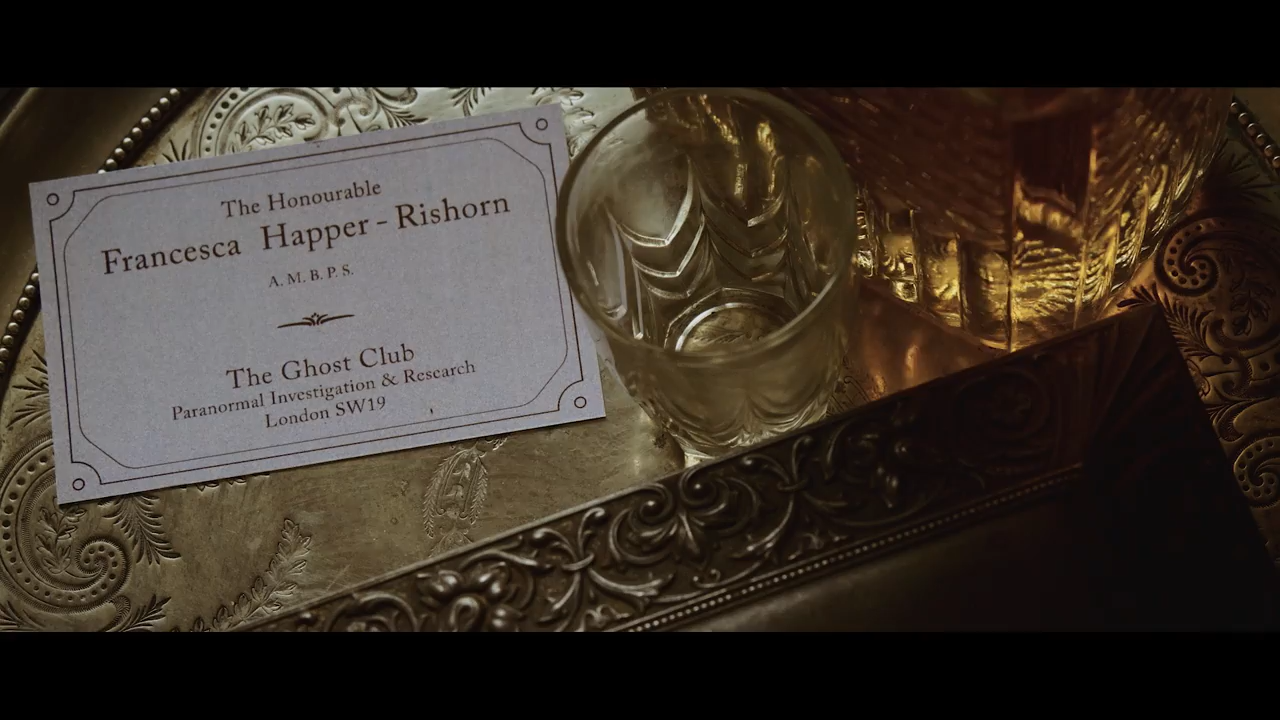 The Honourable
Francesca Happer - Rishorn
A. M. B. P. S.
The Ghost Club
Paranormal Investigation & Research
London SW19